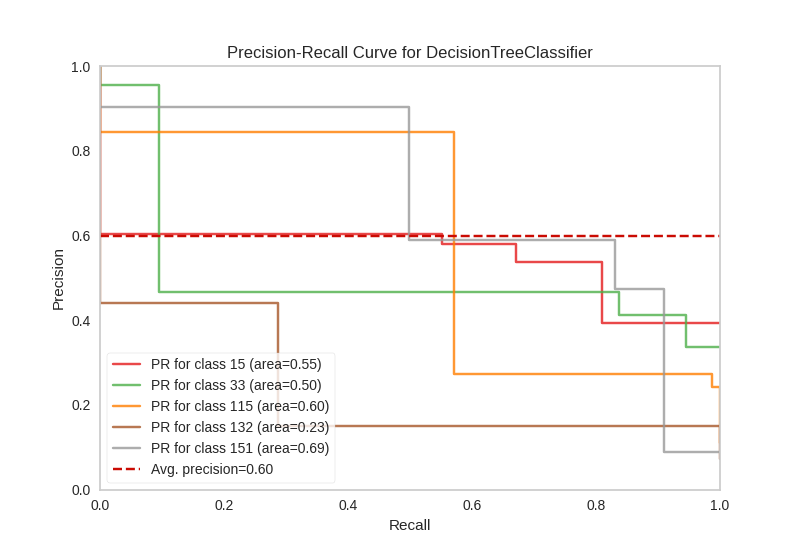 Precision-Recall Curve for DecisionTreeClassifier
1.0
0.8
0.6
0.4
0.2
0.0
Precision
PR for class 15 (area=0.55)
PR for class 33 (area=0.50)
PR for class 115 (area=0.60)
PR for class 132 (area=0.23)
PR for class 151 (area=0.69)
Avg. precision=0.60
0.0 0.2 0.4 0.6 0.8 1.0
Recall